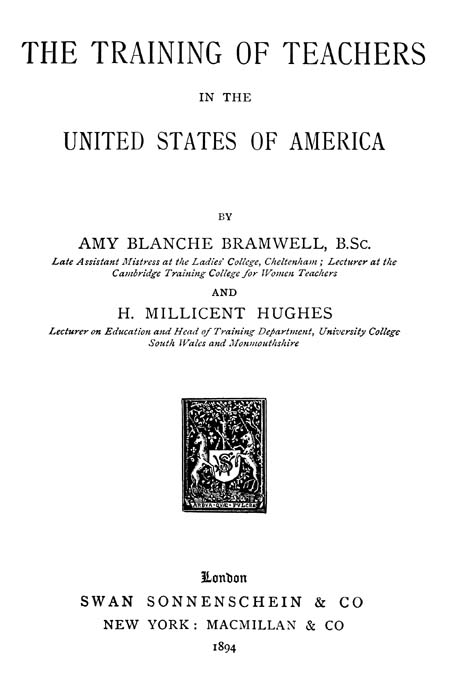 THE TRAINING OF TEACHERS
IN THE
UNITED STATES OF AMERICA
BY
AMY BLANCHE BRAMWELL, B.Sc.
Late Assistant Mistress at the Ladies' College, Cheltenham; Lecturer at the
Cambridge Training College for Women Teachers
AND
H. MILLICENT HUGHES
Lecturer on Education and Head of Training Department, University College
South Wales and Monmouthshire
London
SWAN SONNENSCHEIN & CO
NEW YORK: MACMILLAN & CO
1894